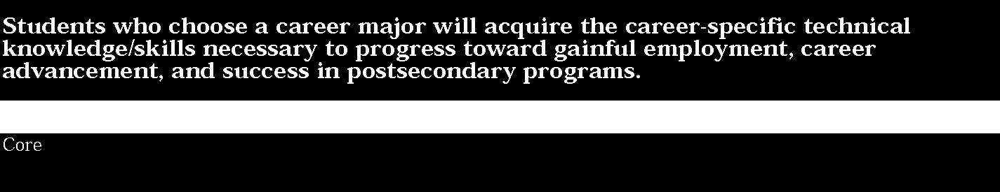 Students who choose a career major will acquire the career-specific technical
knowledge/skills necessary to progress toward gainful employment, career
advancement, and success in postsecondary programs.
Core